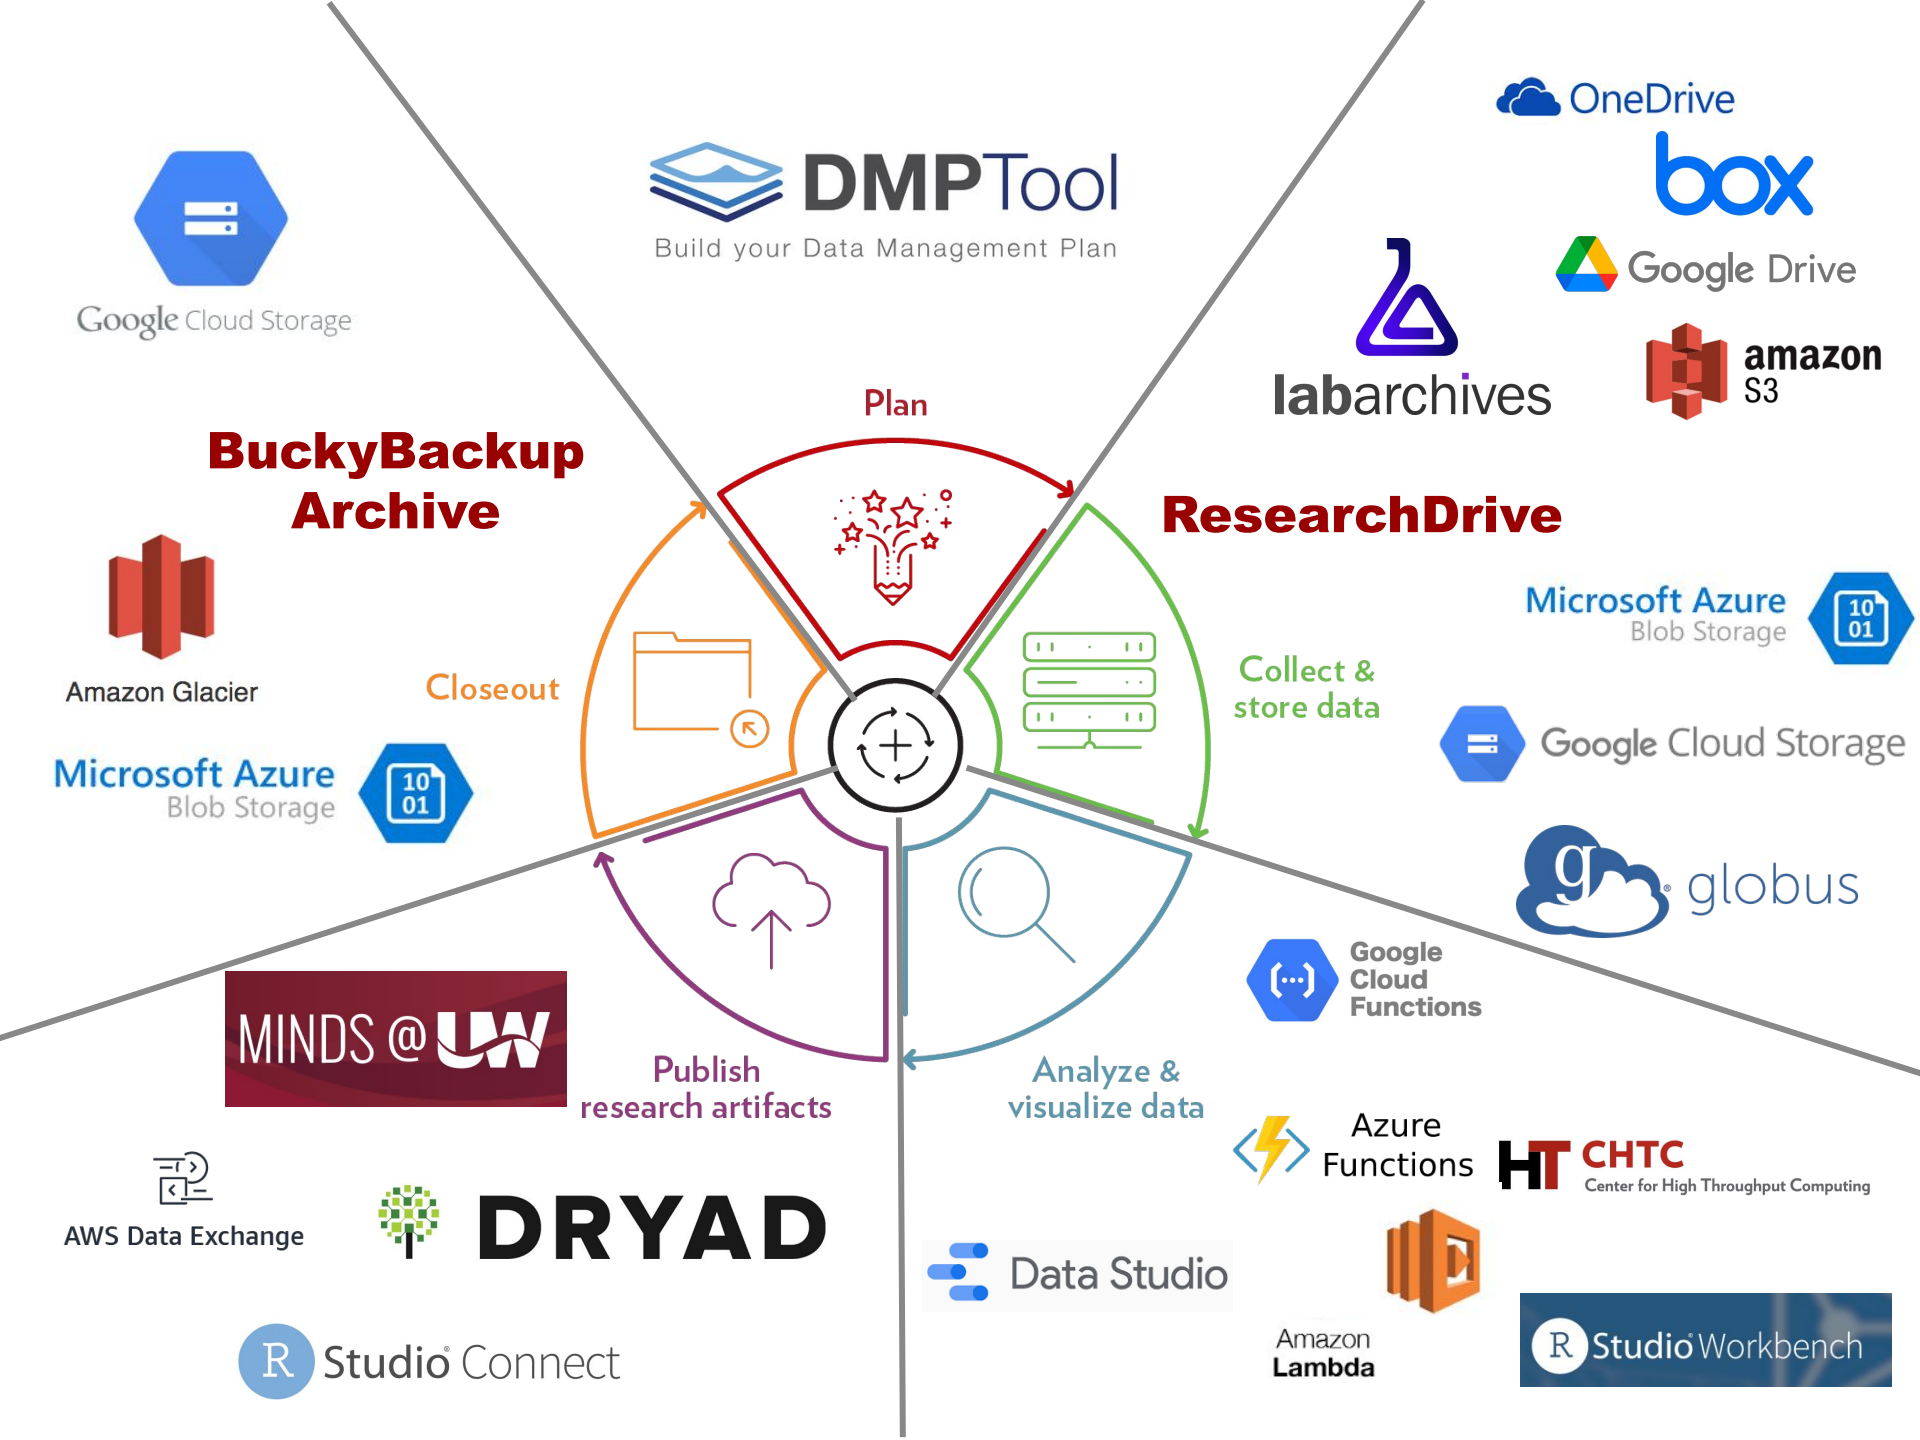 DMPTool
Build your Data Management Plan
Plan
OneDrive
box
Google Drive
labarchives
amazon
S3
ResearchDrive
Collect &
store data
Microsoft Azure
Blob Storage
10
01
Google Cloud Storage
g
globus
Google
Cloud
Functions
Analyze &
visualize data
Azure
Functions
HT CHTC
Center for High Throughput Computing
Data Studio
Amazon
Lambda
R Studio Workbench
Publish
research artifacts
MINDS @ UW
AWS Data Exchange
DRYAD
R Studio Connect
Google Cloud Storage
BuckyBackup
Archive
Closeout
Amazon Glacier
Microsoft Azure
Blob Storage
10
01